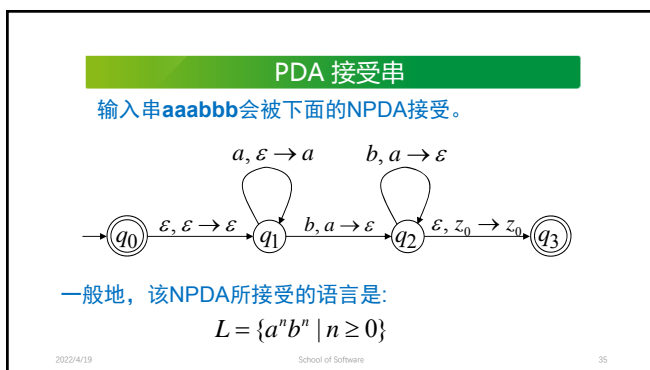 PDA 接受串
输入串aaabbb会被下面的NPDA接受。
a, ε → a b, a → ε
q₀ ε, ε → ε q₁ b, a → ε q₂ ε, z₀ → z₀ q₃
一般地，该NPDA所接受的语言是:
L = {aⁿbⁿ | n ≥ 0}
2022/4/19 School of Software 35